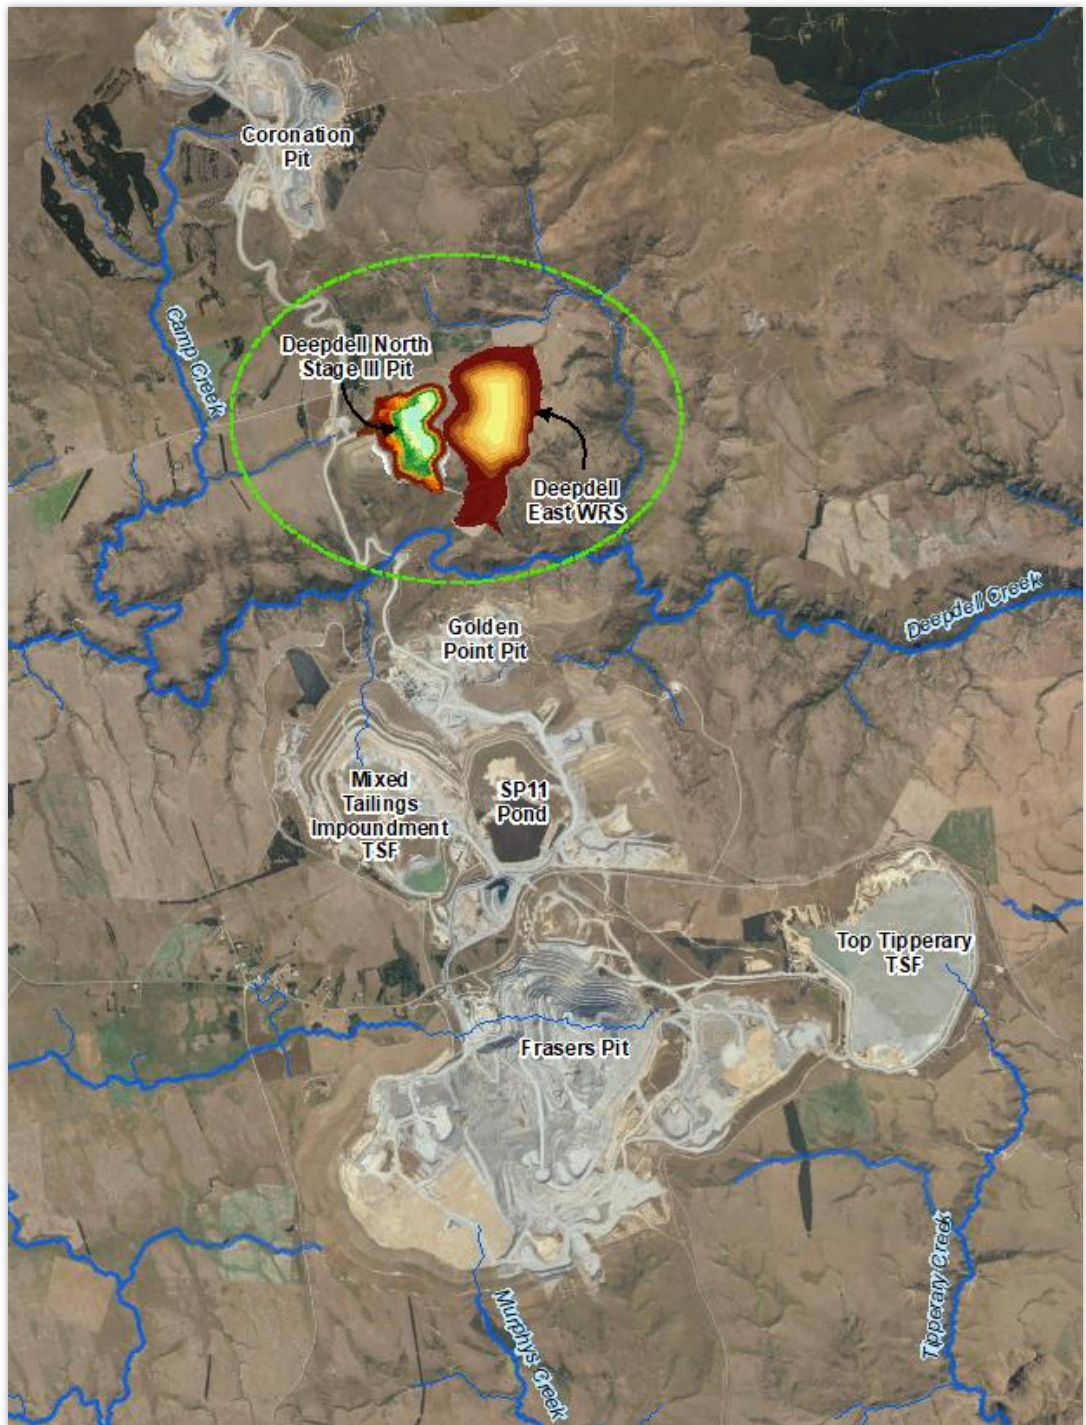 Coronation
Pit
Camp Creek
Deepdell North
Stage III Pit
Deepdell
East WRS
Deepdell Creek
Golden
Point Pit
Mixed
Tailings
Impoundment
TSF
SP11
Pond
Top Tipperary
TSF
Frasers Pit
Murphys Creek
Tipperary Creek